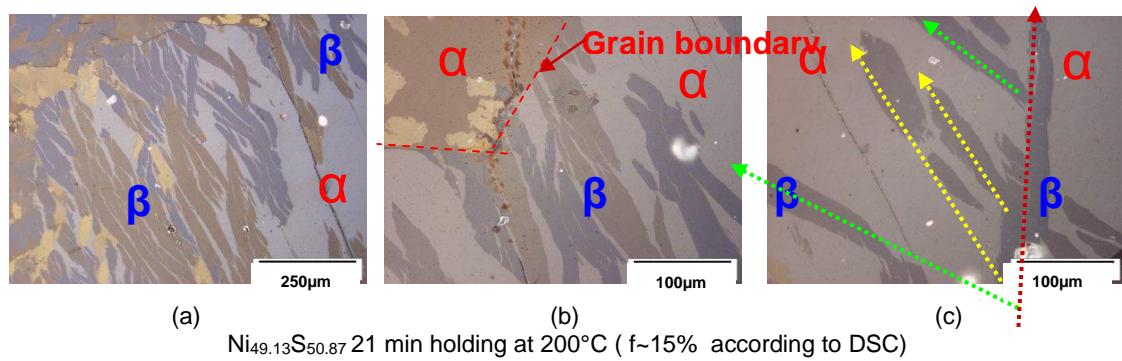 β
β
α
250µm
α
Grain boundary
α
β
100µm
α
α
β
β
100µm
(a)
(b)
(c)
Ni49.13S50.87 21 min holding at 200°C ( f~15% according to DSC)